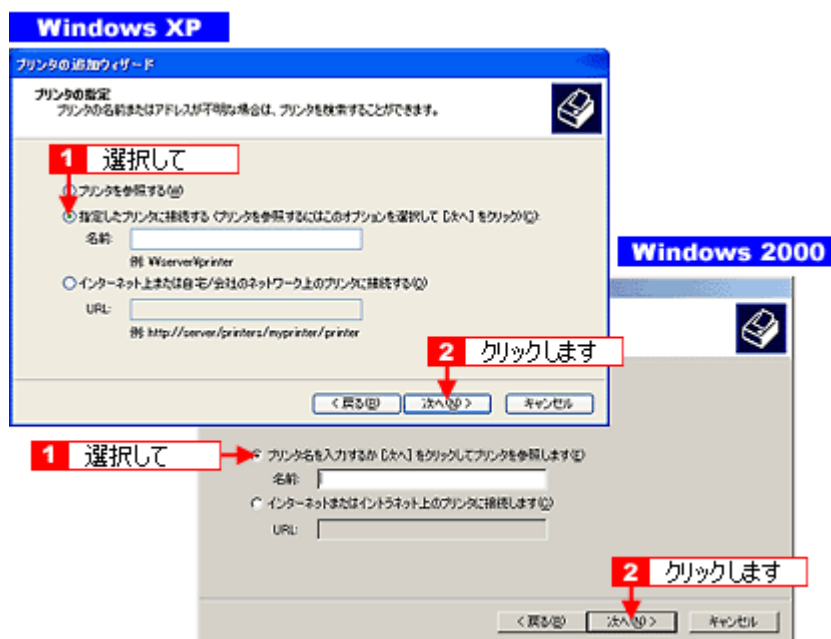 Windows XP
プリンタの追加ウィザード
プリンタの指定
プリンタの名前またはアドレスが不明な場合は、プリンタを検索することができます。
1 選択して
プリンタを参照する(W)
指定したプリンタに接続する (プリンタを参照するにはこのオプションを選択して [次へ] をクリック)(C):
名前:
例: ¥¥server¥printer
インターネット上または自宅/会社のネットワーク上のプリンタに接続する(O):
URL:
例: http://server/printers/myprinter/printer
2 クリックします
< 戻る(B)
次へ(N) >
キャンセル
Windows 2000
1 選択して
プリンタ名を入力するか [次へ] をクリックしてプリンタを参照します(E)
名前:
インターネットまたはイントラネット上のプリンタに接続します(C)
URL:
2 クリックします
< 戻る(B)
次へ(N) >
キャンセル